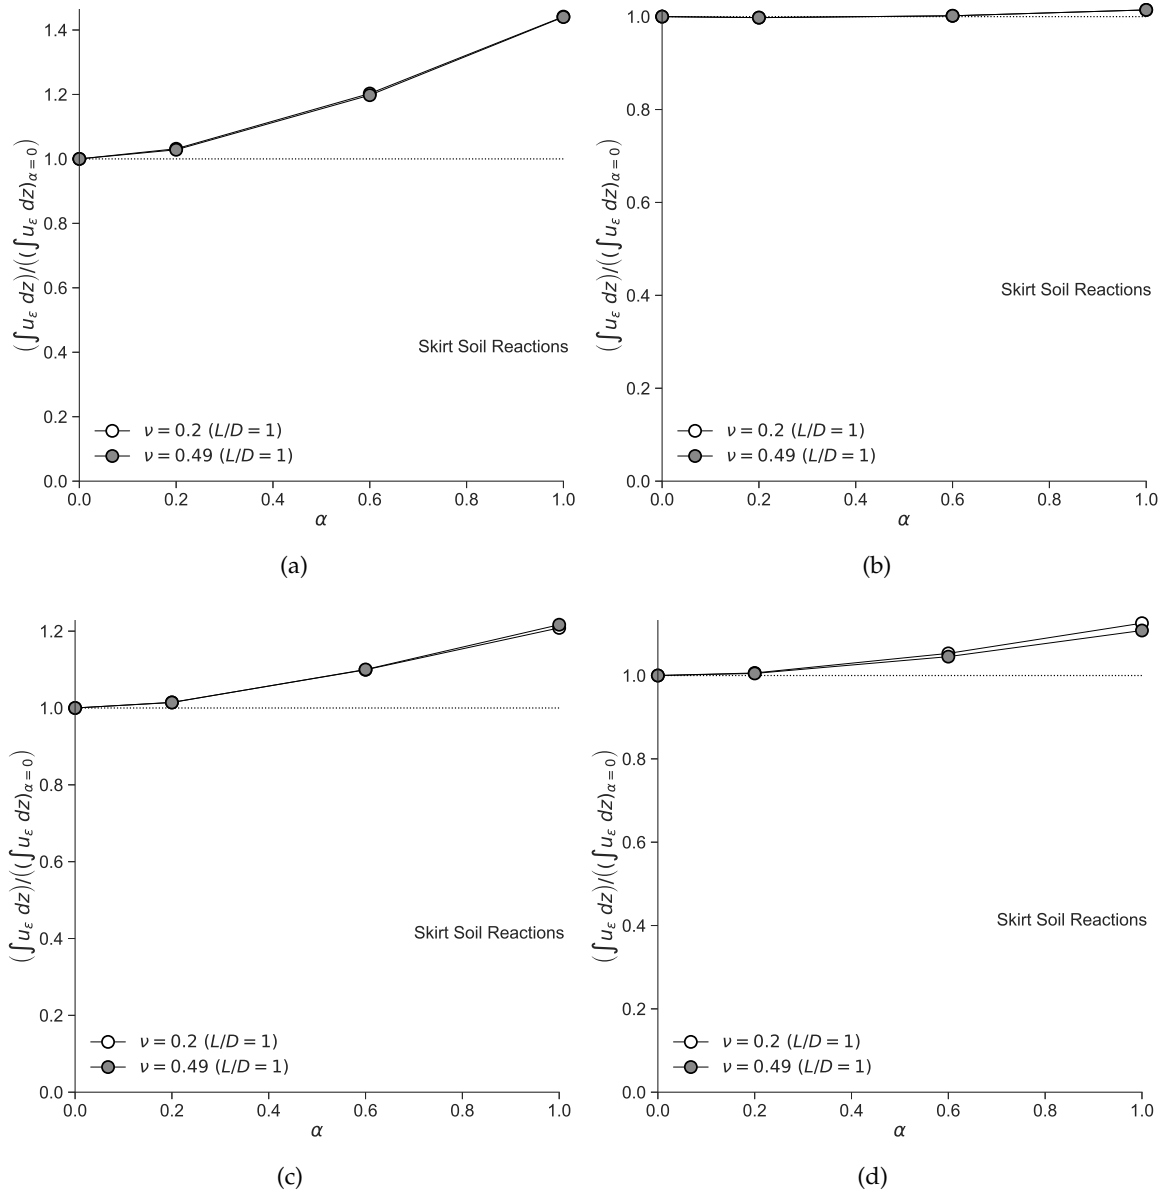 1.4
1.2
1.0
0.8
0.6
0.4
0.2
0.0
(∫u_ε dz)/((∫u_ε dz)_{α=0})
Skirt Soil Reactions
ν = 0.2 (L/D = 1)
ν = 0.49 (L/D = 1)
0.0 0.2 0.4 0.6 0.8 1.0
α
(a)
1.0
0.8
0.6
0.4
0.2
0.0
(∫u_ε dz)/((∫u_ε dz)_{α=0})
Skirt Soil Reactions
ν = 0.2 (L/D = 1)
ν = 0.49 (L/D = 1)
0.0 0.2 0.4 0.6 0.8 1.0
α
(b)
1.2
1.0
0.8
0.6
0.4
0.2
0.0
(∫u_ε dz)/((∫u_ε dz)_{α=0})
Skirt Soil Reactions
ν = 0.2 (L/D = 1)
ν = 0.49 (L/D = 1)
0.0 0.2 0.4 0.6 0.8 1.0
α
(c)
1.0
0.8
0.6
0.4
0.2
0.0
(∫u_ε dz)/((∫u_ε dz)_{α=0})
Skirt Soil Reactions
ν = 0.2 (L/D = 1)
ν = 0.49 (L/D = 1)
0.0 0.2 0.4 0.6 0.8 1.0
α
(d)